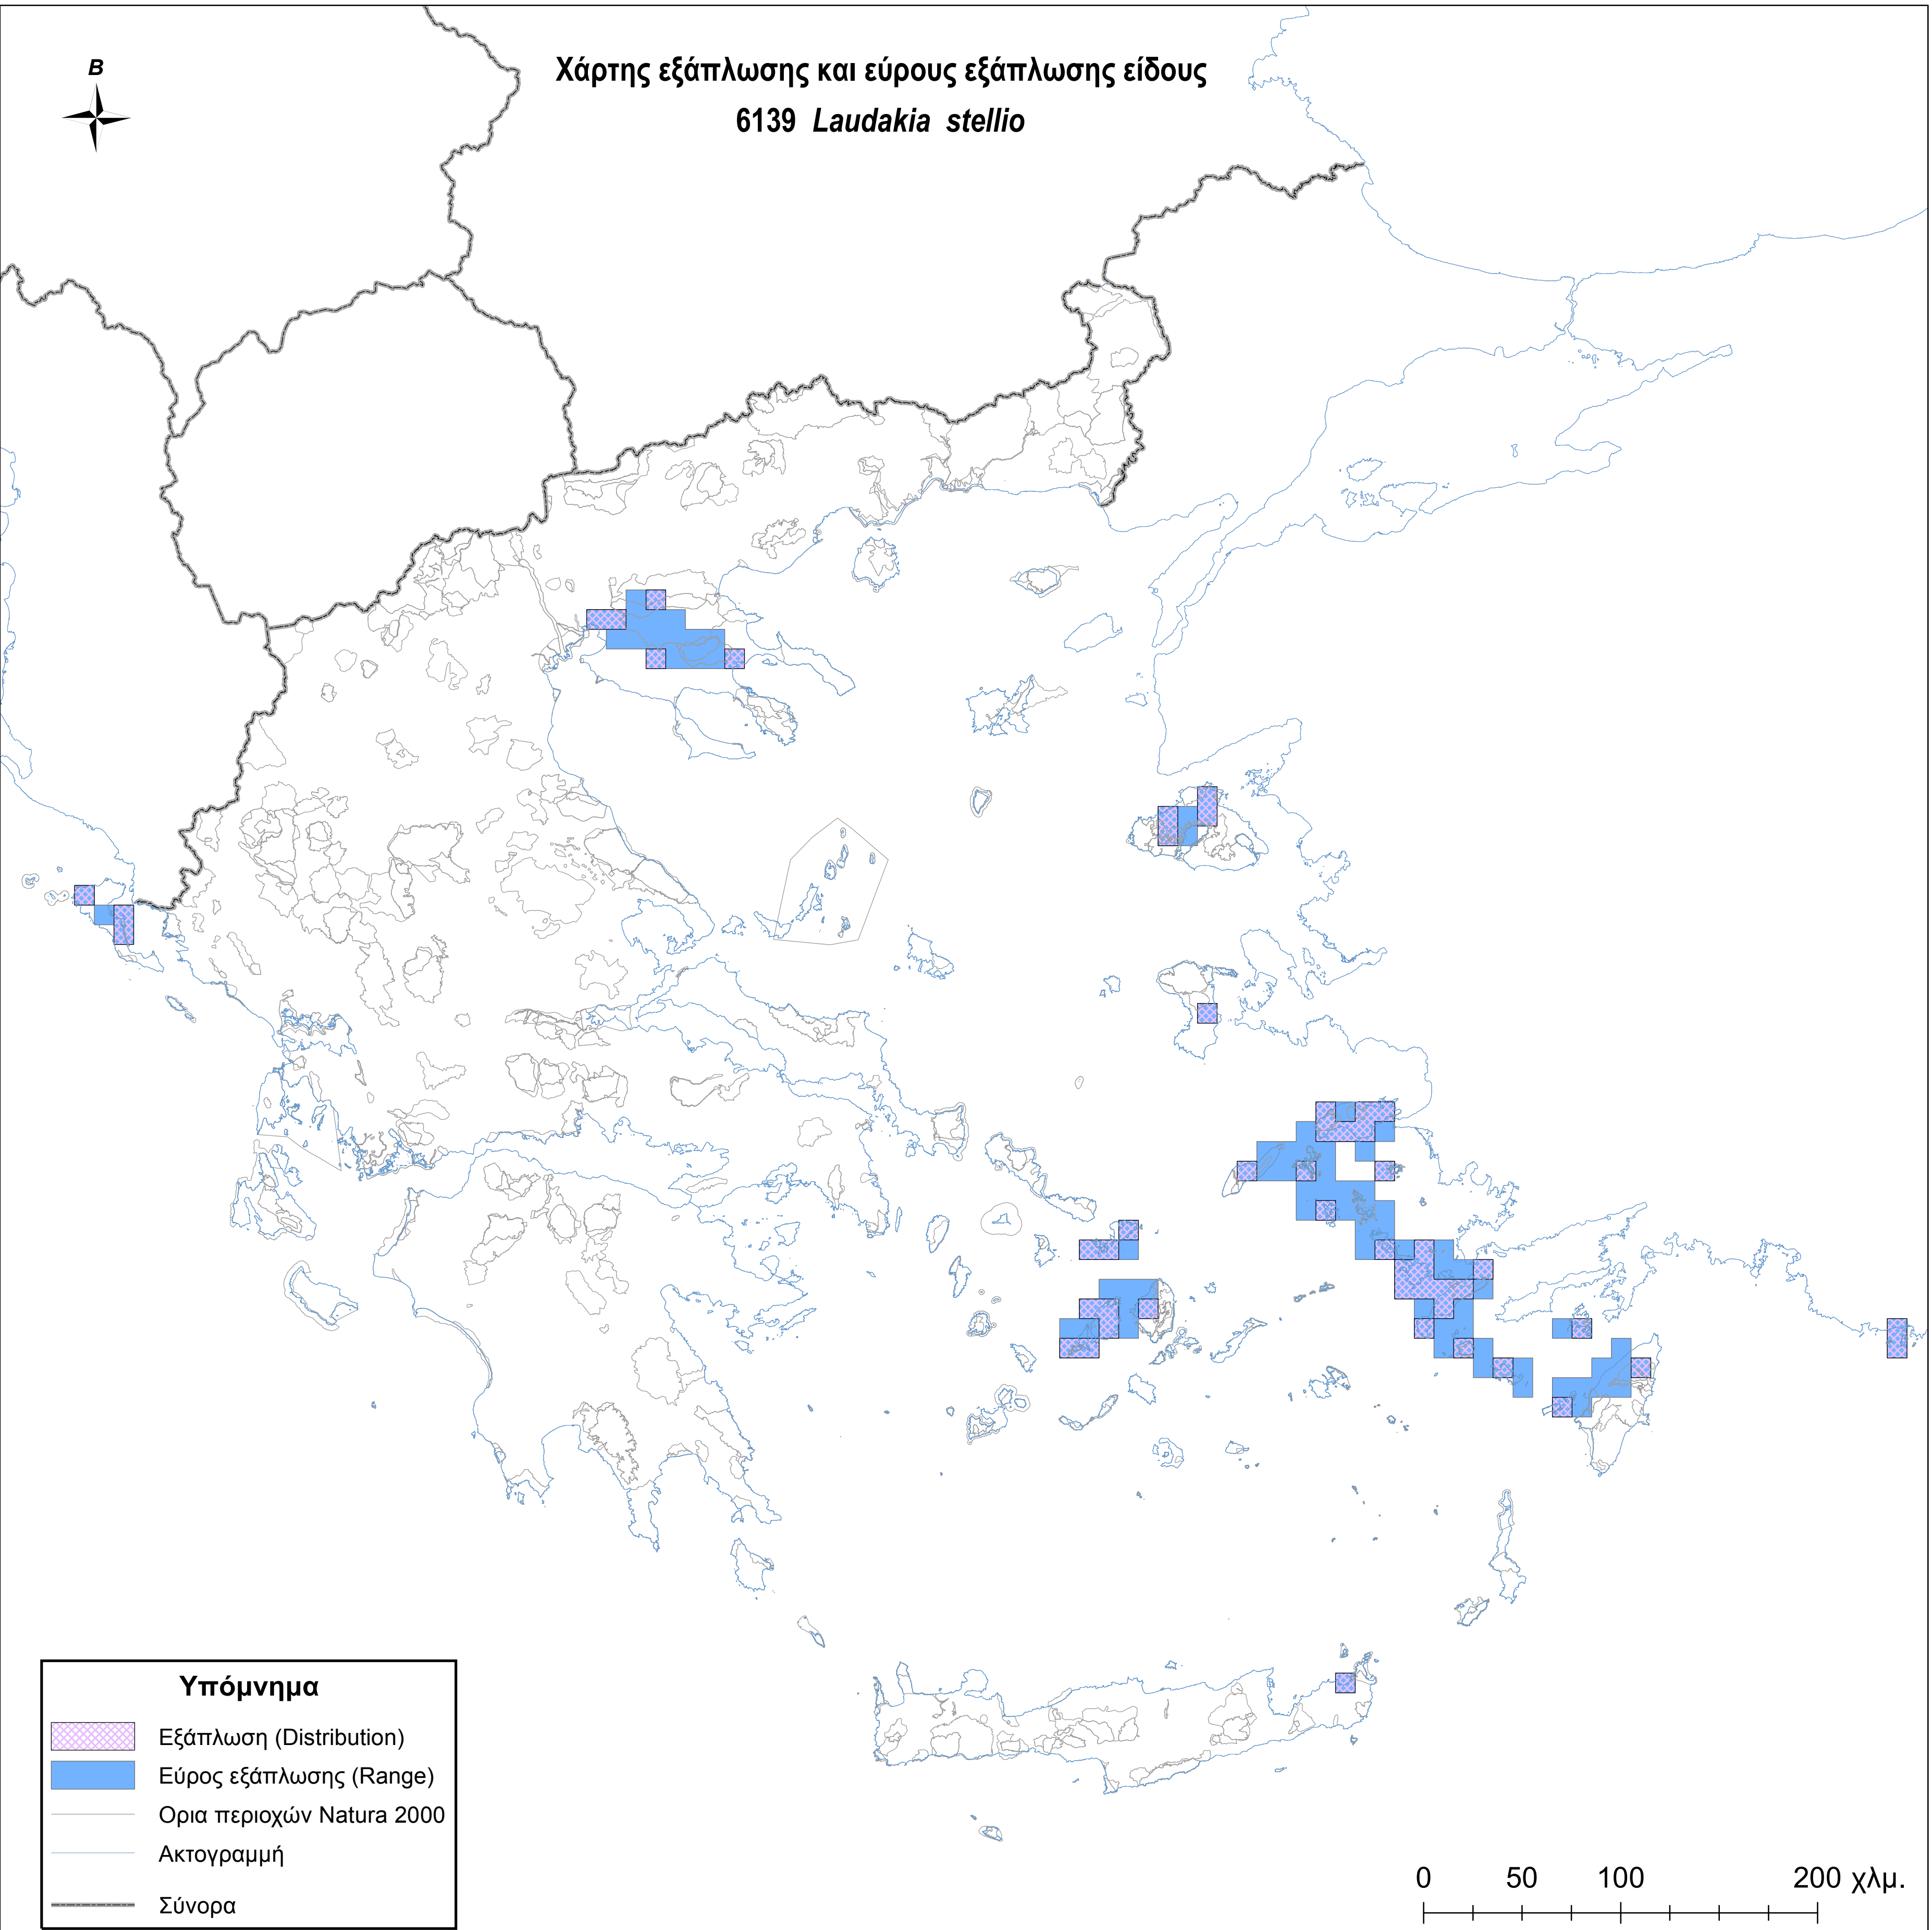 Χάρτης εξάπλωσης και εύρους εξάπλωσης είδους
6139 Laudakia stellio
Β
Υπόμνημα
Εξάπλωση (Distribution)
Εύρος εξάπλωσης (Range)
Ορια περιοχών Natura 2000
Ακτογραμμή
Σύνορα
0 50 100 200 χλμ.